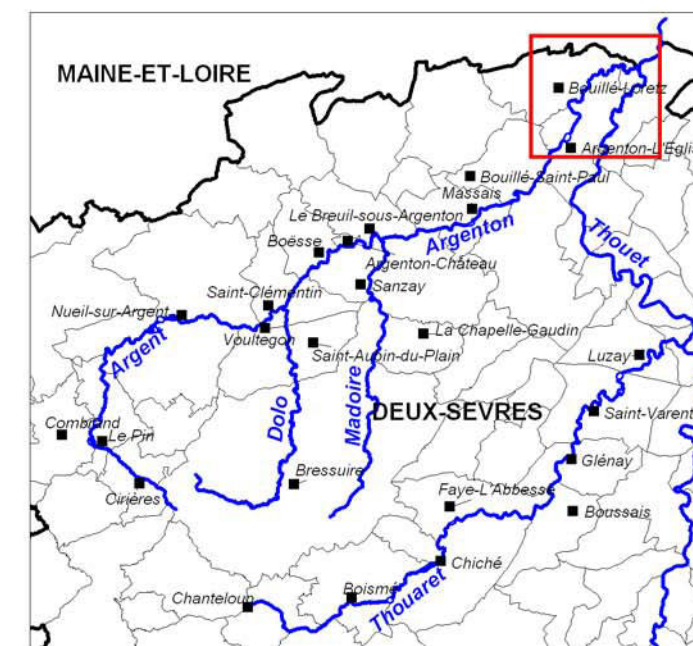 MAINE-ET-LOIRE
Bouillé-Loretz
Argenton-L'Eglis
Bouillé-Saint-Paul
Massais
Le Breuil-sous-Argenton
Argenton
Thouet
Boësse
Argenton-Château
Saint-Clémentin
Sanzay
Nueil-sur-Argent
Voultegon
La Chapelle-Gaudin
Saint-Aubin-du-Plain
Luzay
Argent
Dolo
Madoire
DEUX-SEVRES
Saint-Varent
Combrand
Le Pin
Glénay
Bressuire
Cirières
Faye-L'Abbesse
Boussais
Chiché
Boismé
Chanteloup
Thouaret